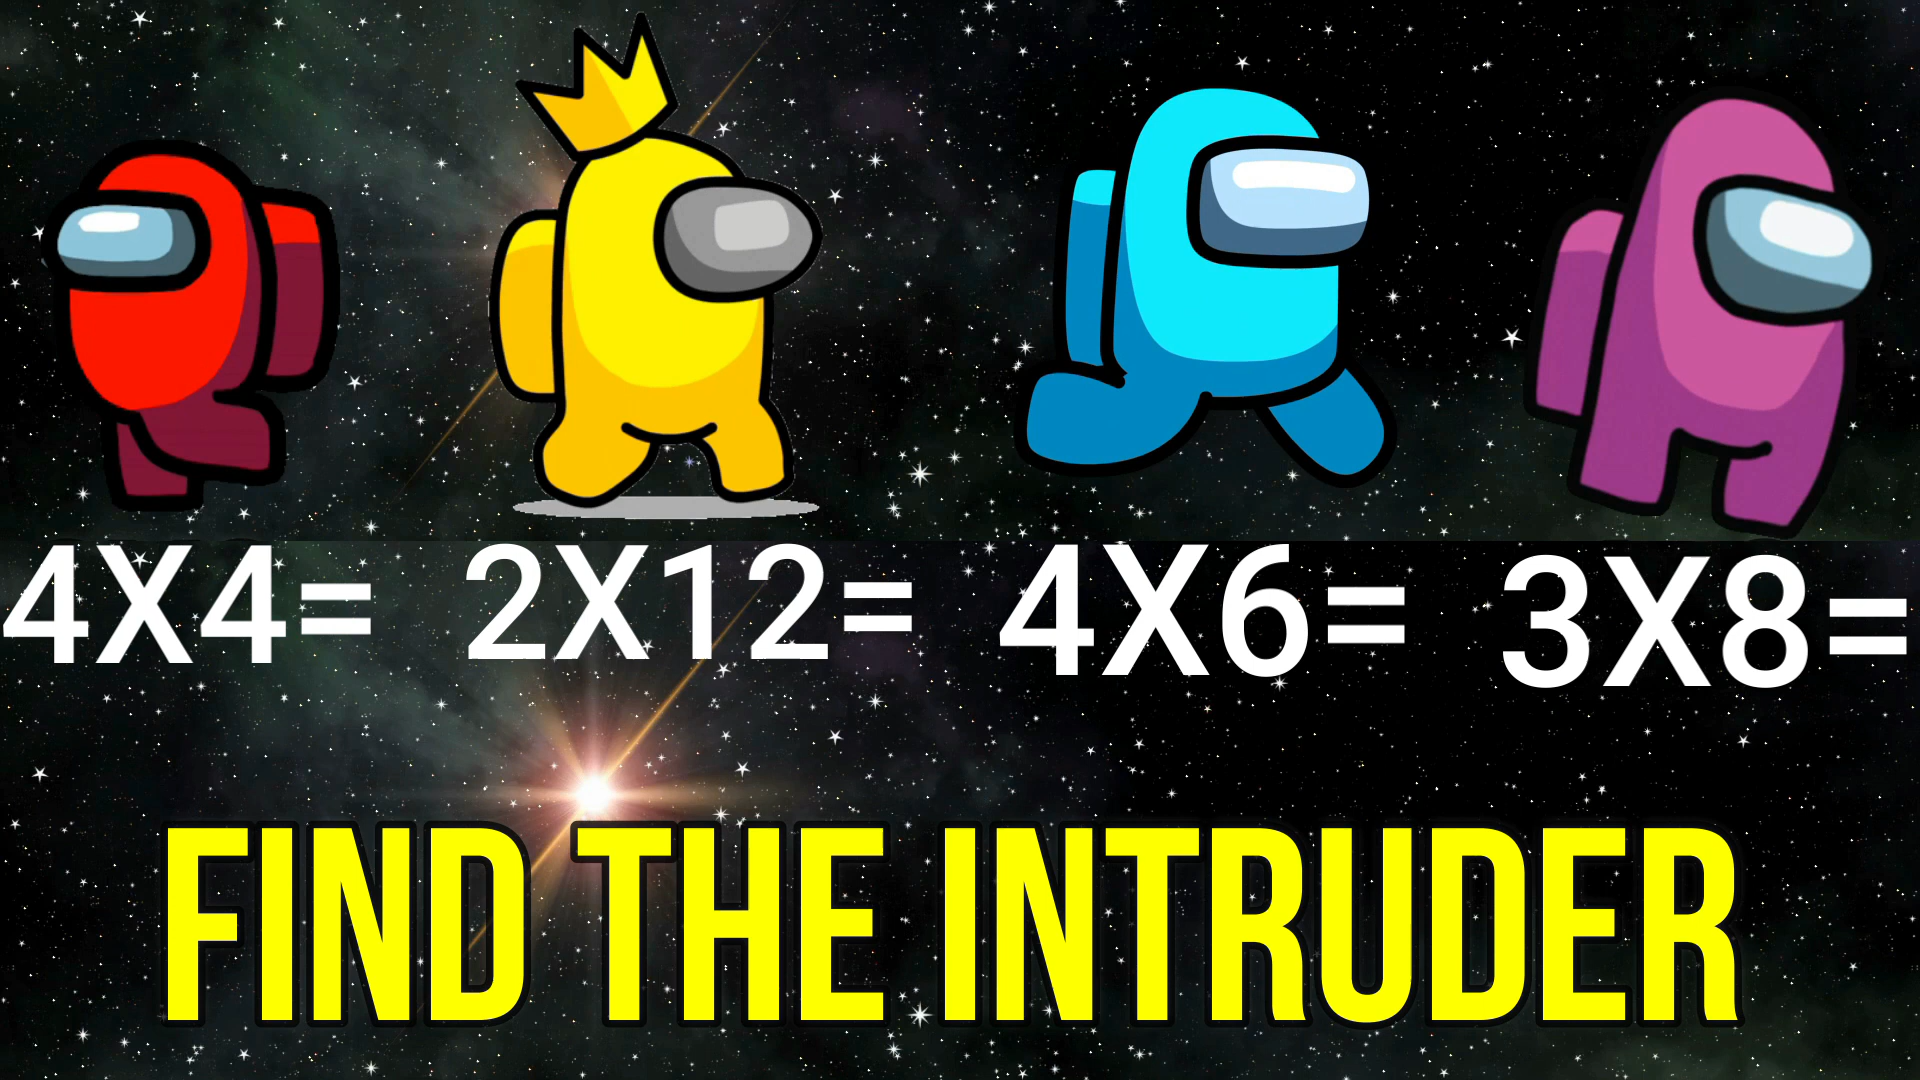 4X4= 2X12= 4X6= 3X8=
FIND THE INTRUDER